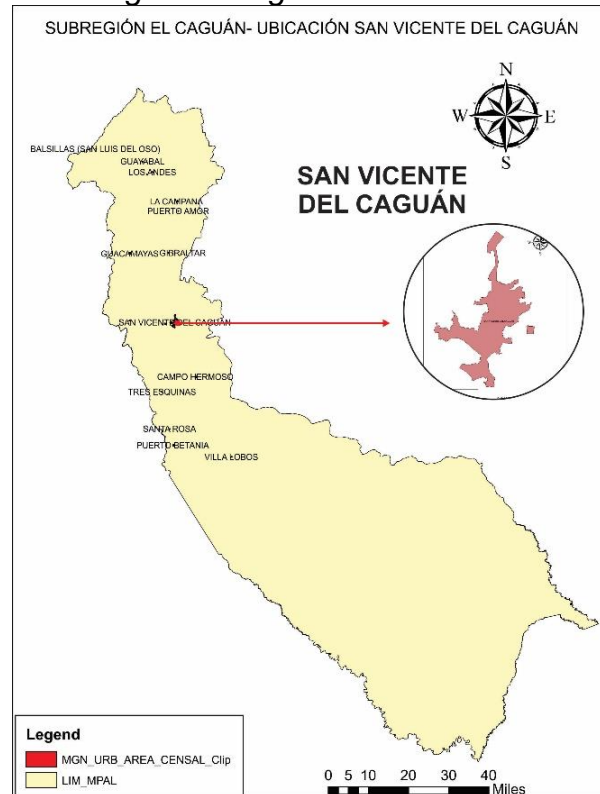 SUBREGIÓN EL CAGUÁN- UBICACIÓN SAN VICENTE DEL CAGUÁN
N
W
E
S
BALSILLAS (SAN LUIS DEL OSO)
GUAYABAL
LOS ANDES
SAN VICENTE
DEL CAGUÁN
LA CAMPANA
PUERTO AMOR
GUACAMAYAS
GIBRALTAR
SAN VICENTE DEL CAGUÁN
CAMPO HERMOSO
TRES ESQUINAS
SANTA ROSA
PUERTO BETANIA
VILLA LOBOS
Legend
MGN_URB_AREA_CENSAL_Clip
LIM_MPAL
0 5 10 20 30 40
Miles